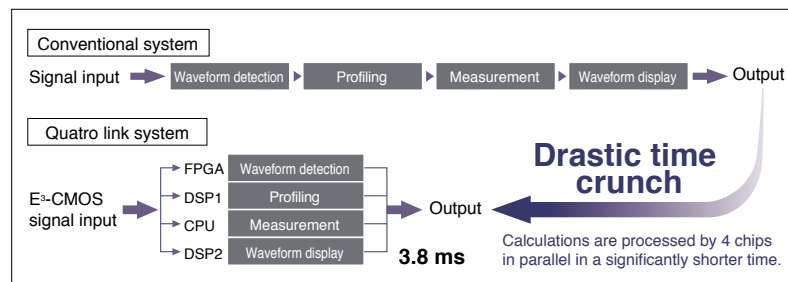 Conventional system
Signal input Waveform detection Profiling Measurement Waveform display Output
Quatro link system
E³-CMOS
signal input
FPGA Waveform detection
DSP1 Profiling
CPU Measurement
DSP2 Waveform display
Output
3.8 ms
Drastic time
crunch
Calculations are processed by 4 chips
in parallel in a significantly shorter time.